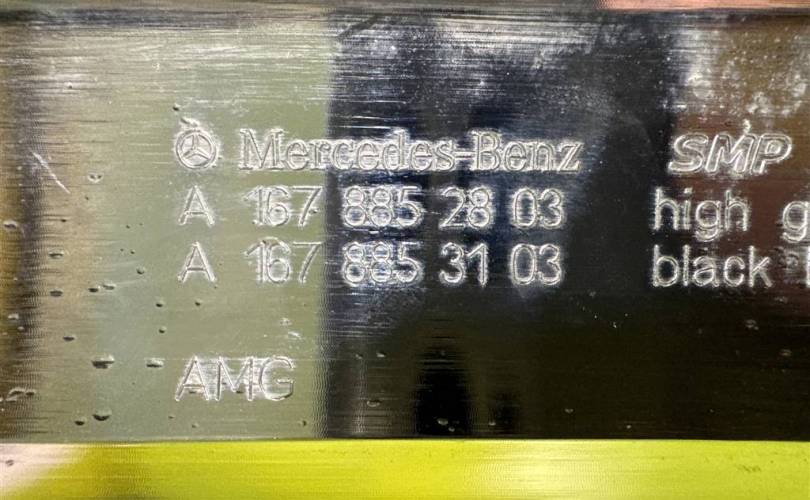 Mercedes-Benz SMP
A 167 885 28 03 high
A 167 885 31 03 black
AMG